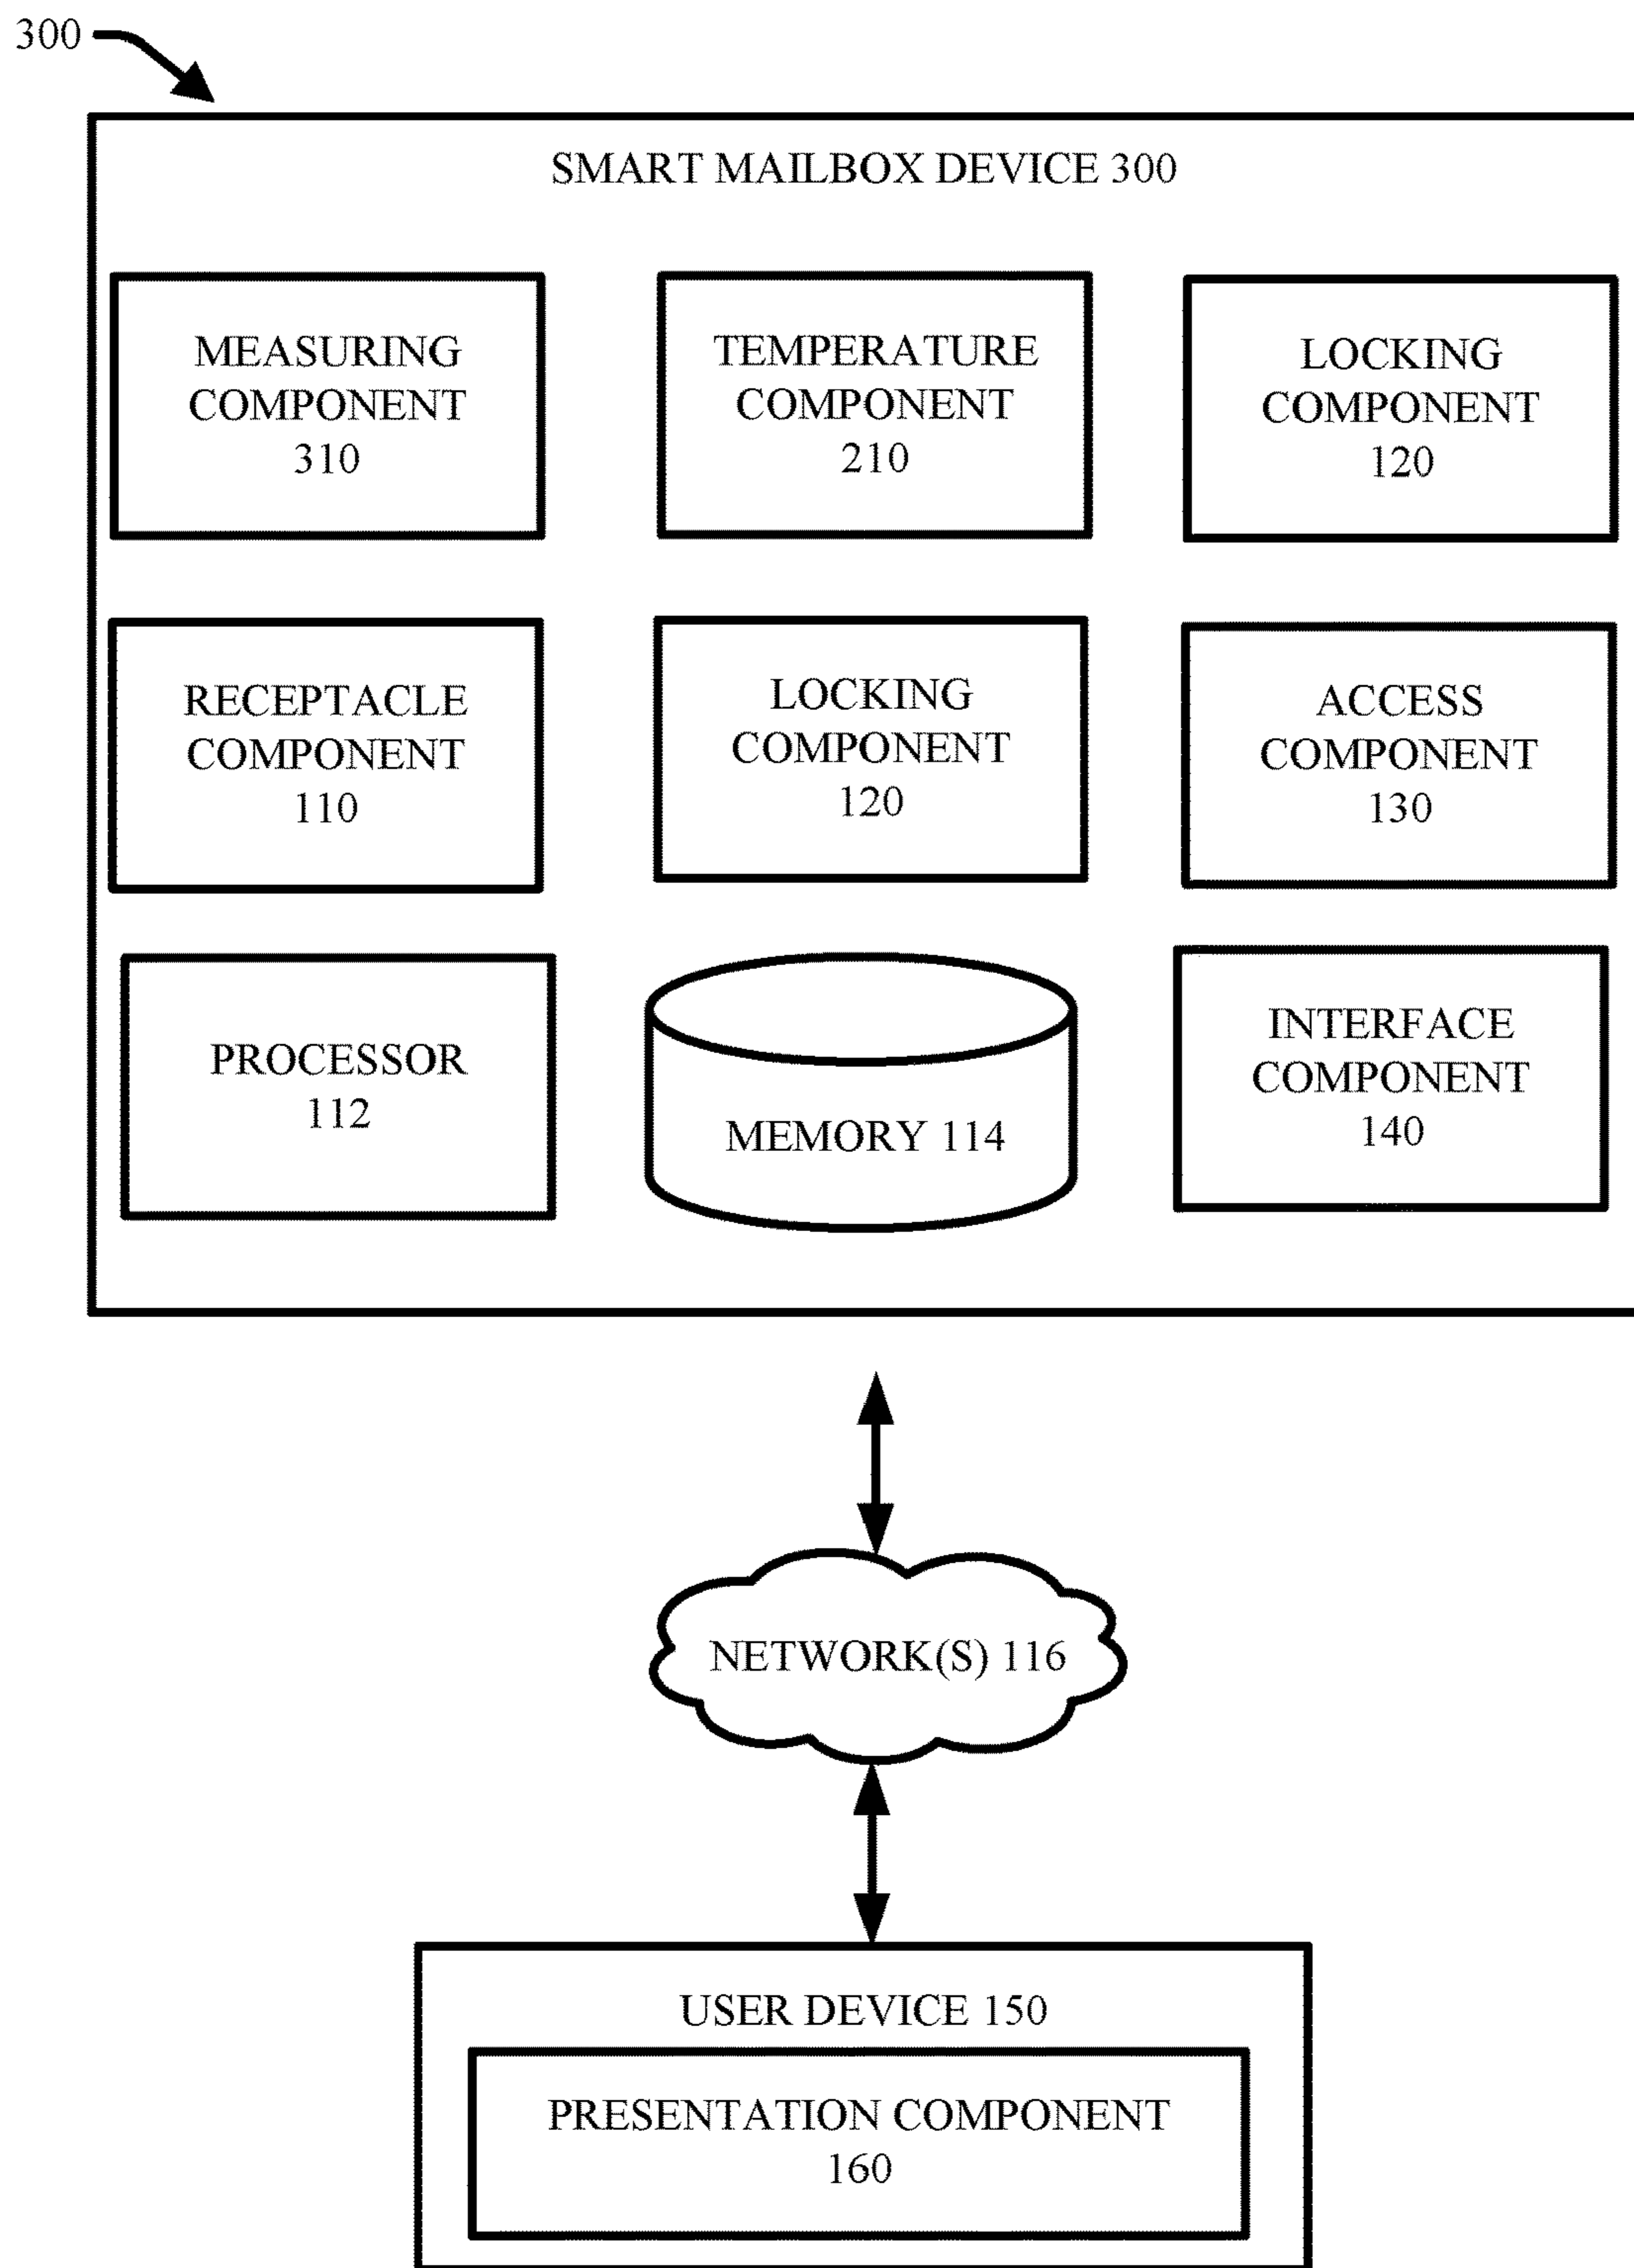 300
SMART MAILBOX DEVICE 300
MEASURING
COMPONENT
310
TEMPERATURE
COMPONENT
210
LOCKING
COMPONENT
120
RECEPTACLE
COMPONENT
110
LOCKING
COMPONENT
120
ACCESS
COMPONENT
130
PROCESSOR
112
MEMORY 114
INTERFACE
COMPONENT
140
NETWORK(S) 116
USER DEVICE 150
PRESENTATION COMPONENT
160